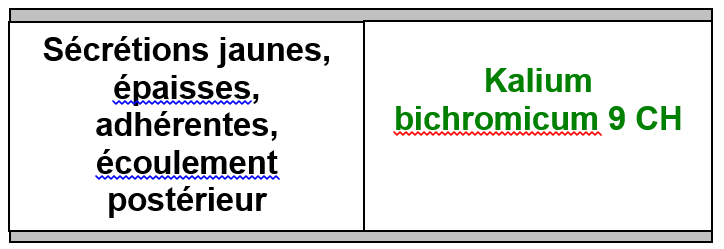 Sécrétions jaunes,
épaisses,
adhérentes,
écoulement
postérieur
Kalium
bichromicum 9 CH